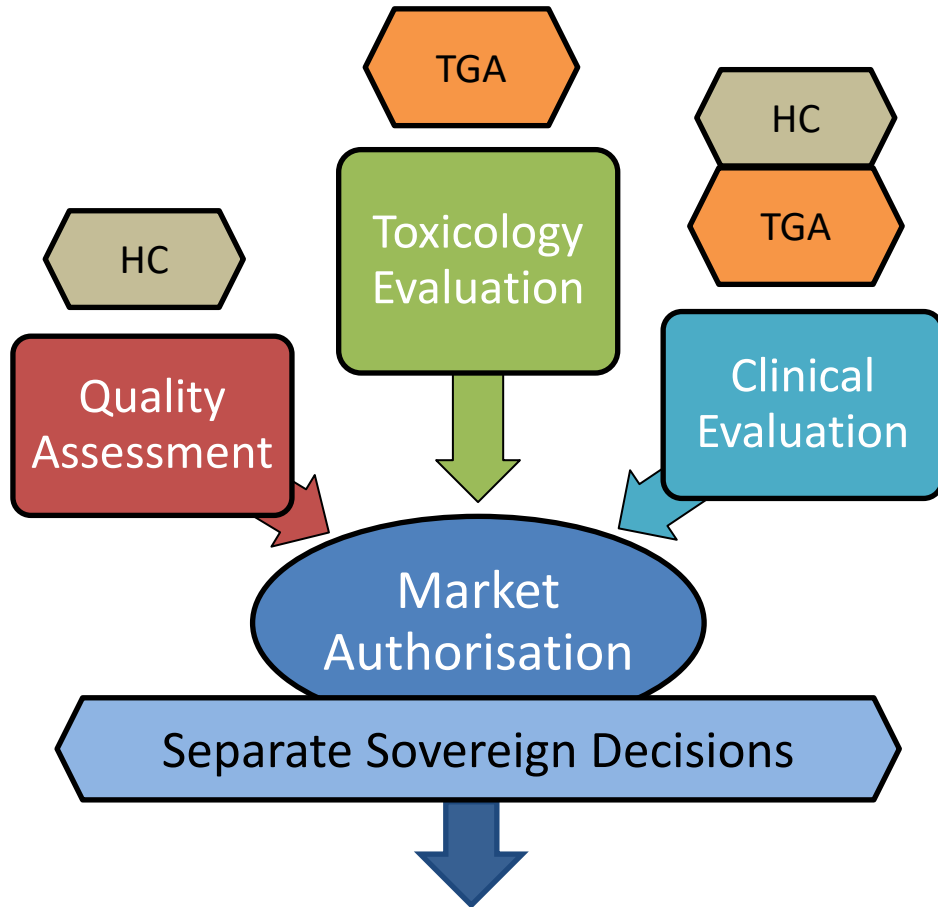 TGA
HC
TGA
HC
Toxicology
Evaluation
Quality
Assessment
Clinical
Evaluation
Market
Authorisation
Separate Sovereign Decisions